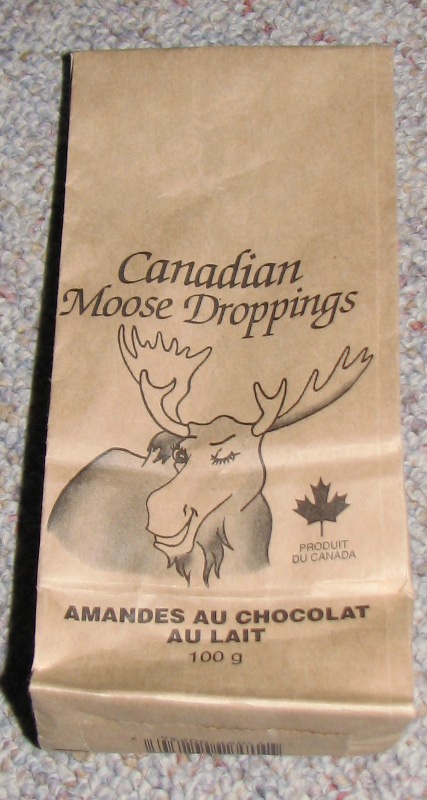 Canadian
Moose Droppings
PRODUIT
DU CANADA
AMANDES AU CHOCOLAT
AU LAIT
100 g